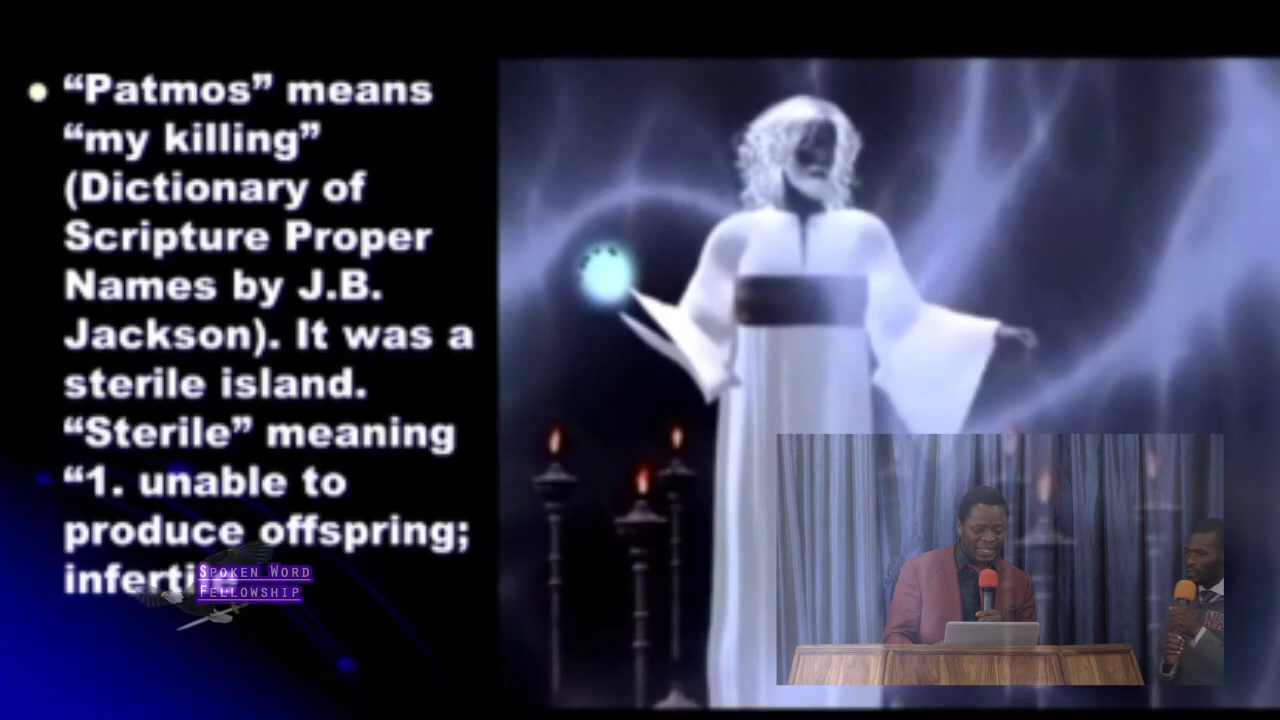 “Patmos” means
“my killing”
(Dictionary of
Scripture Proper
Names by J.B.
Jackson). It was a
sterile island.
“Sterile” meaning
“1. unable to
produce offspring;
infertile
Spoken Word
Fellowship